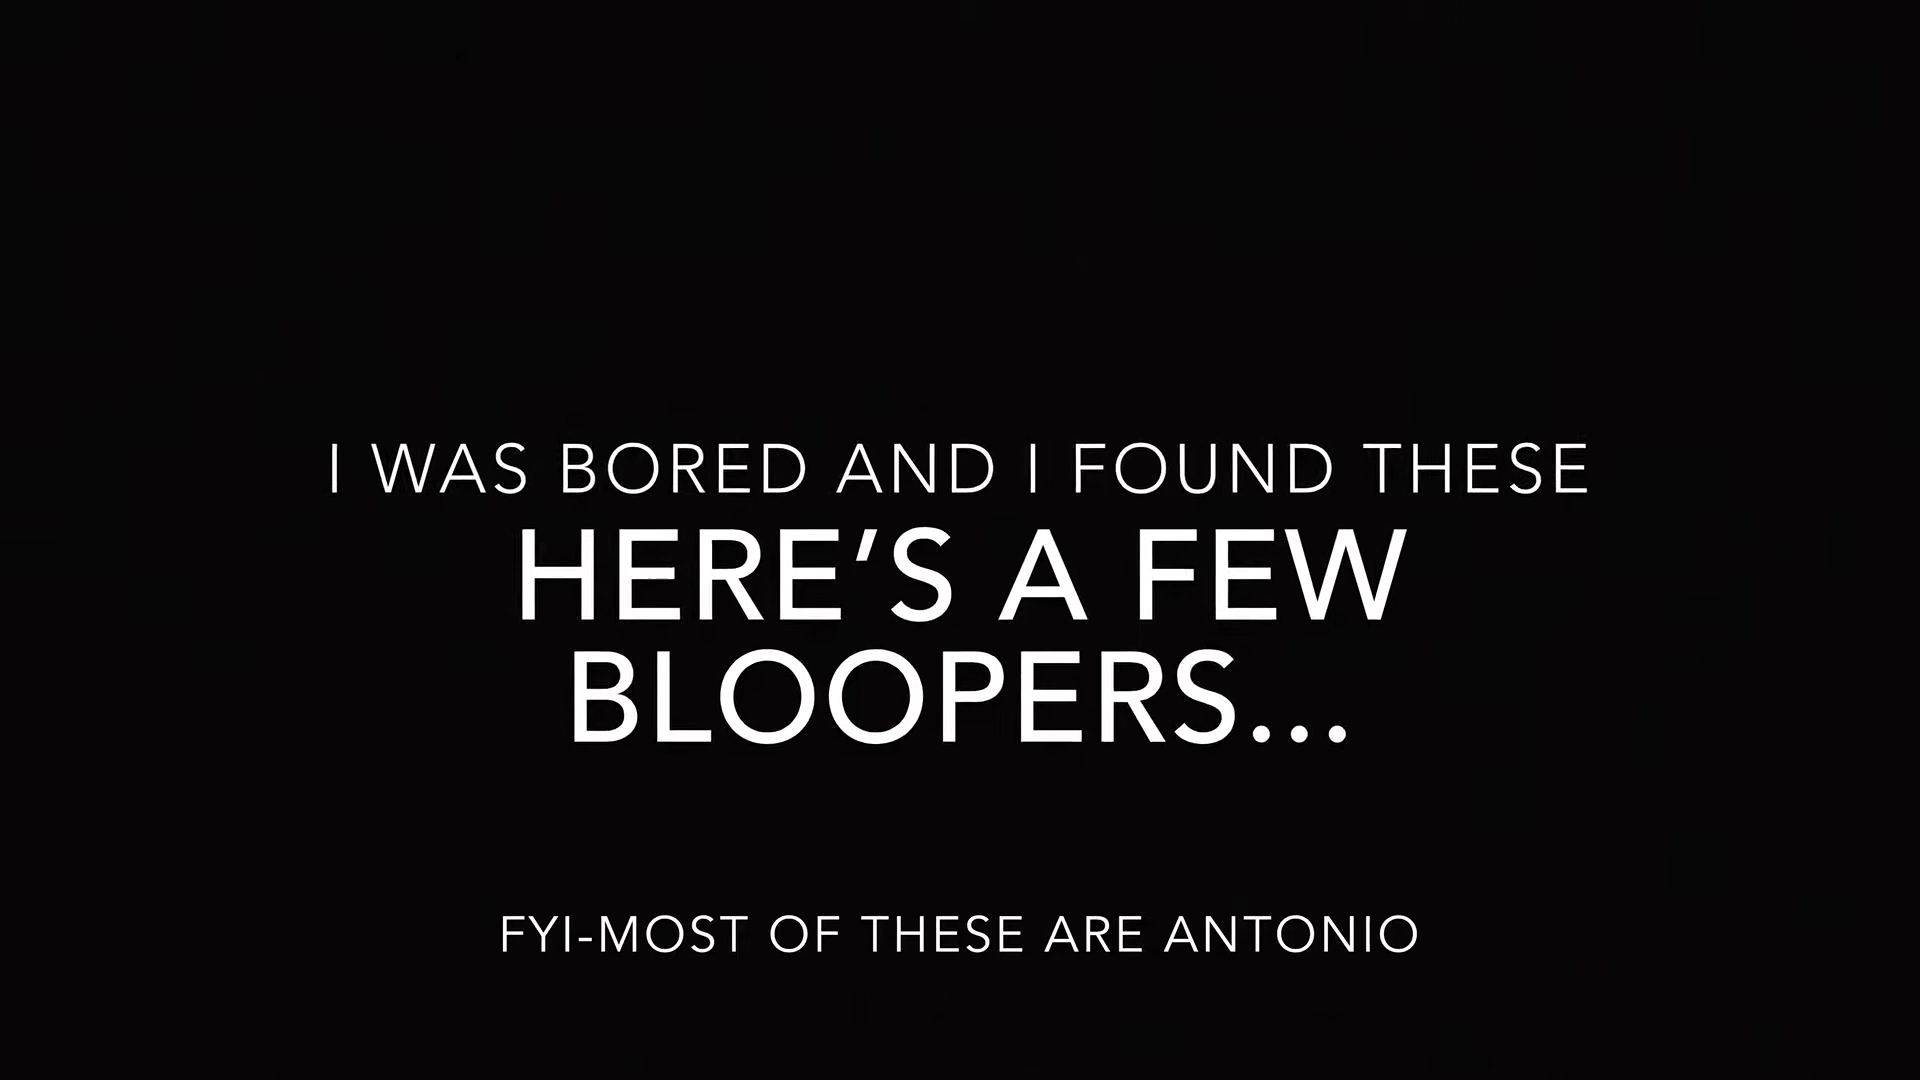 I WAS BORED AND I FOUND THESE
HERE’S A FEW
BLOOPERS...
FYI-MOST OF THESE ARE ANTONIO